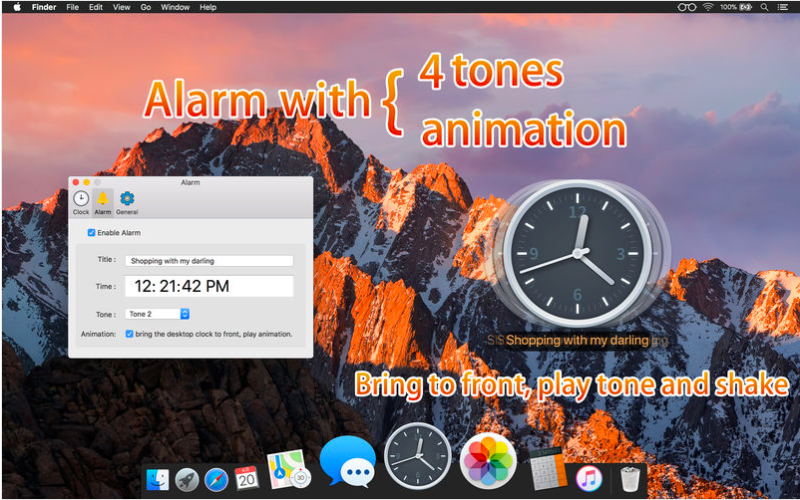 Finder File Edit View Go Window Help 100%
Alarm with { 4 tones
animation
Alarm
Clock Alarm General
Enable Alarm
Title : Shopping with my darling
Time : 12: 21:42 PM
Tone : Tone 2
Animation: bring the desktop clock to front, play animation.
12
9 3
6
Shopping with my darling
Bring to front, play tone and shake
20